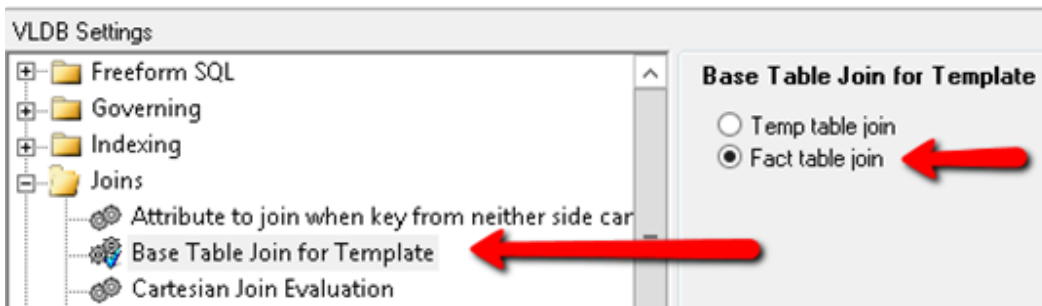 VLDB Settings
Freeform SQL
Governing
Indexing
Joins
Attribute to join when key from neither side car
Base Table Join for Template
Cartesian Join Evaluation
Base Table Join for Template
Temp table join
Fact table join